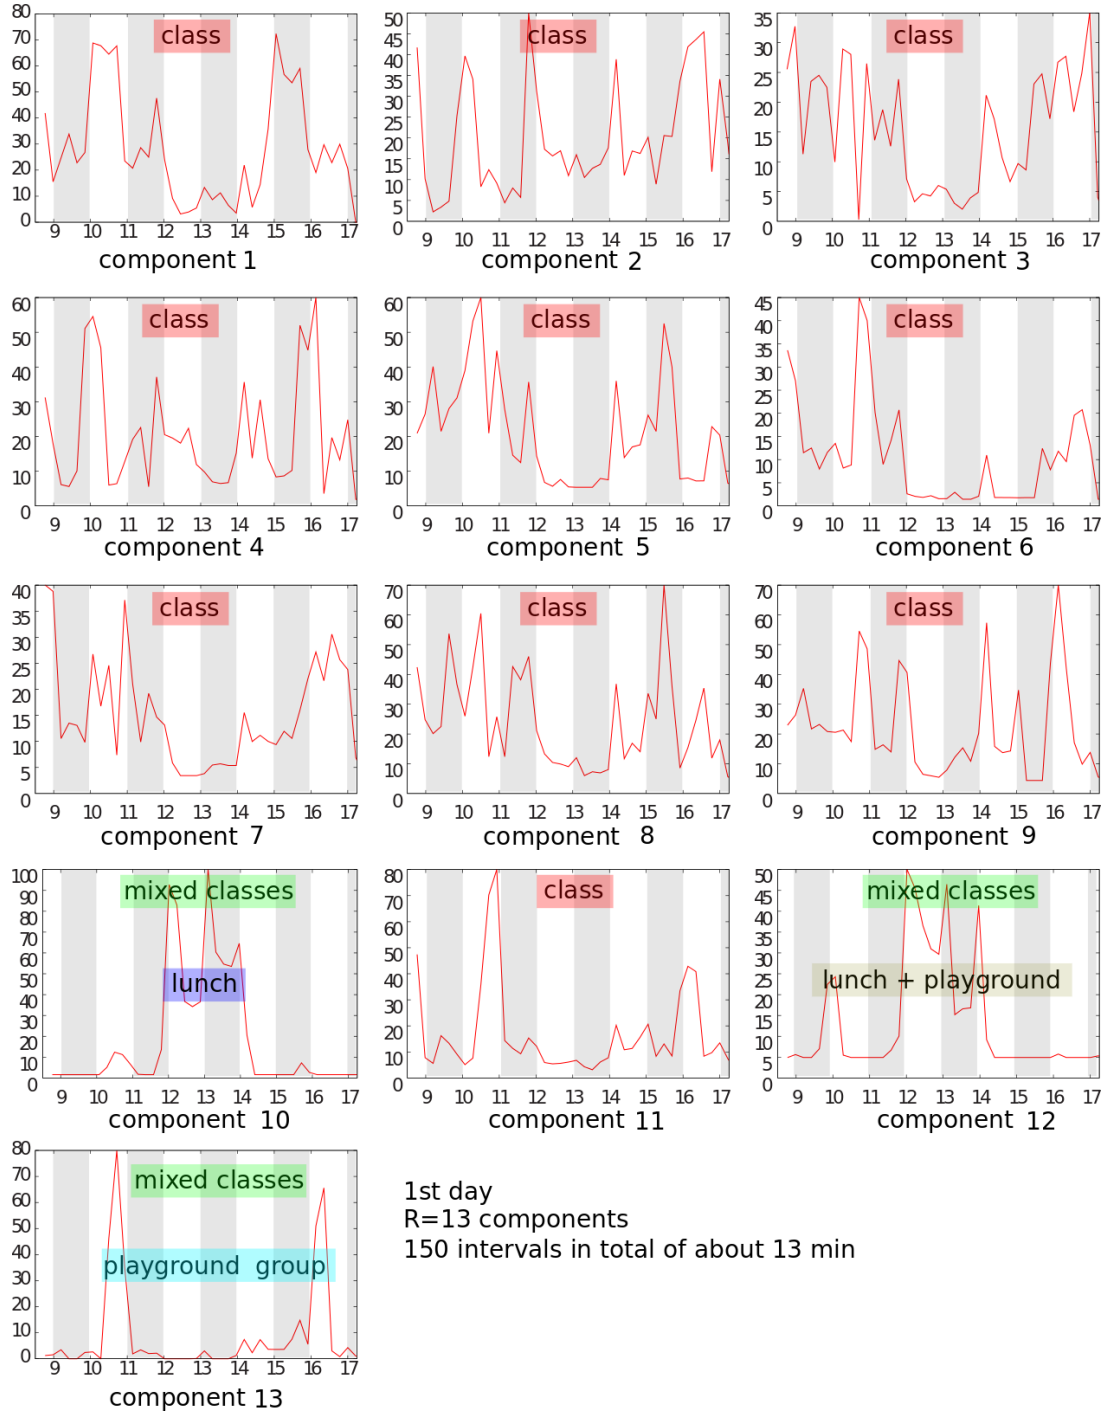 80 70 60 50 40 30 20 10 0
class
9 10 11 12 13 14 15 16 17
component 1
50 45 40 35 30 25 20 15 10 5 0
class
9 10 11 12 13 14 15 16 17
component 2
35 30 25 20 15 10 5 0
class
9 10 11 12 13 14 15 16 17
component 3
60 50 40 30 20 10 0
class
9 10 11 12 13 14 15 16 17
component 4
60 50 40 30 20 10 0
class
9 10 11 12 13 14 15 16 17
component 5
45 40 35 30 25 20 15 10 5 0
class
9 10 11 12 13 14 15 16 17
component 6
40 35 30 25 20 15 10 5 0
class
9 10 11 12 13 14 15 16 17
component 7
70 60 50 40 30 20 10 0
class
9 10 11 12 13 14 15 16 17
component 8
70 60 50 40 30 20 10 0
class
9 10 11 12 13 14 15 16 17
component 9
100 90 80 70 60 50 40 30 20 10 0
mixed classes
lunch
9 10 11 12 13 14 15 16 17
component 10
80 70 60 50 40 30 20 10 0
class
9 10 11 12 13 14 15 16 17
component 11
50 45 40 35 30 25 20 15 10 5 0
mixed classes
lunch + playground
9 10 11 12 13 14 15 16 17
component 12
80 70 60 50 40 30 20 10 0
mixed classes
playground group
9 10 11 12 13 14 15 16 17
component 13
1st day
R=13 components
150 intervals in total of about 13 min